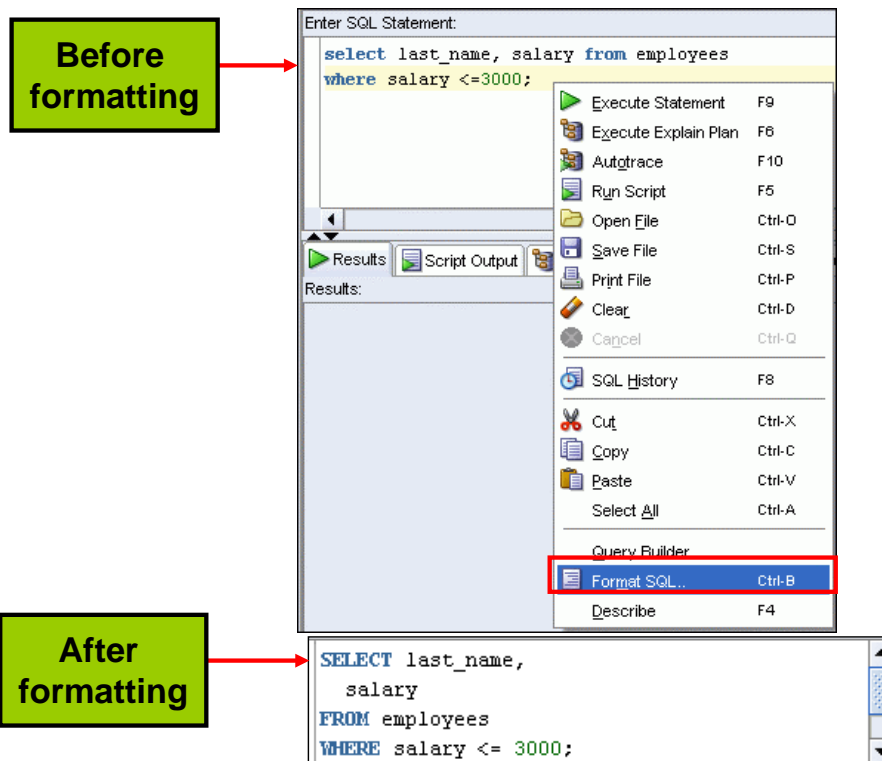 Before
formatting
Enter SQL Statement:
select last_name, salary from employees
where salary <=3000;
Execute Statement F9
Execute Explain Plan F6
Autotrace F10
Run Script F5
Open File Ctrl-O
Save File Ctrl-S
Print File Ctrl-P
Clear Ctrl-D
Cancel Ctrl-Q
SQL History F8
Cut Ctrl-X
Copy Ctrl-C
Paste Ctrl-V
Select All Ctrl-A
Query Builder
Format SQL.. Ctrl-B
Describe F4
Results Script Output
Results:
After
formatting
SELECT last_name,
salary
FROM employees
WHERE salary <= 3000;